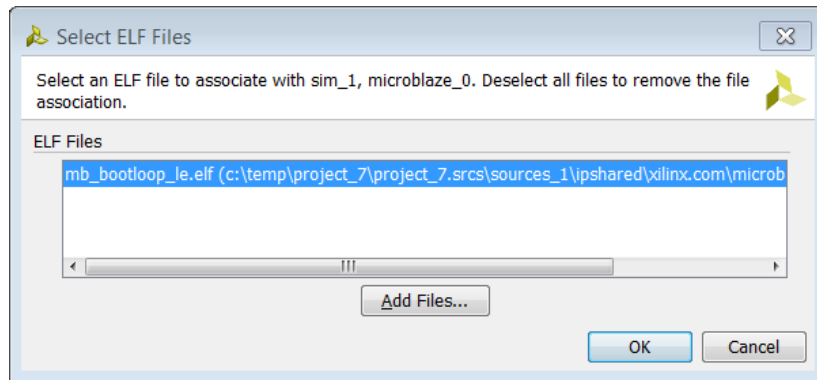 Select ELF Files
Select an ELF file to associate with sim_1, microblaze_0. Deselect all files to remove the file
association.
ELF Files
mb_bootloop_le.elf (c:\temp\project_7\project_7.srcs\sources_1\ipshared\xilinx.com\microb
Add Files...
OK Cancel